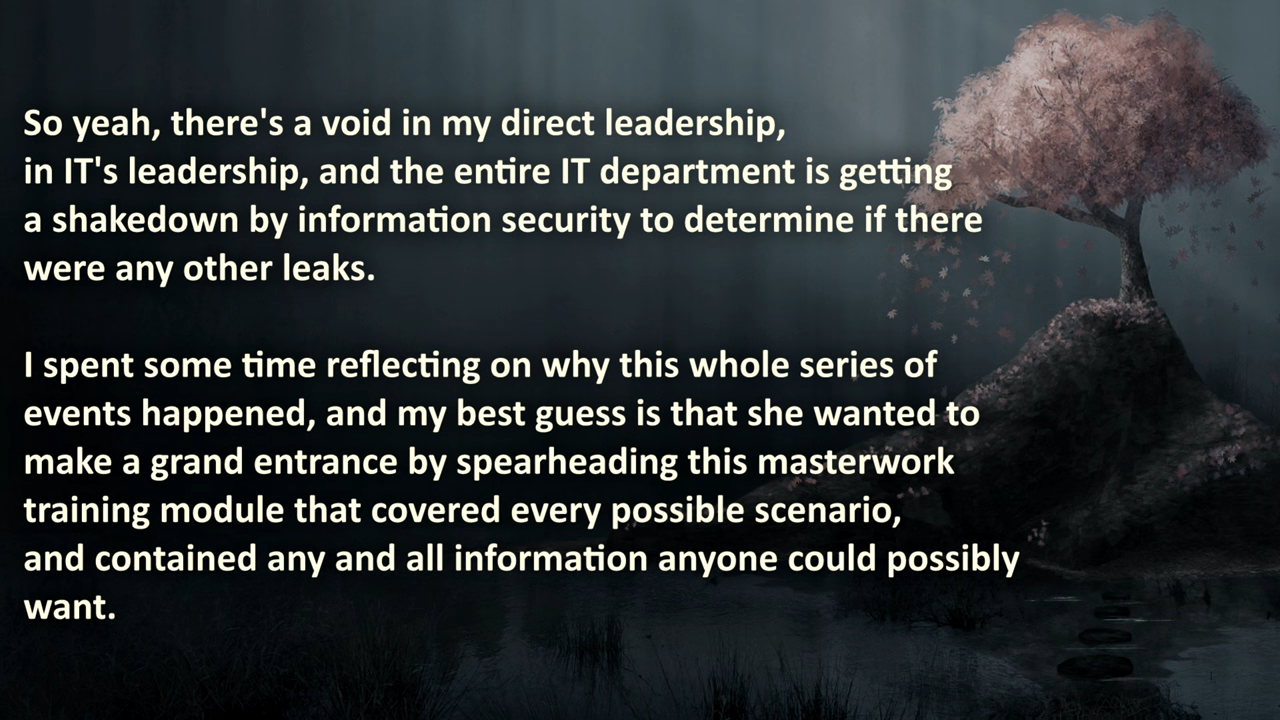 So yeah, there's a void in my direct leadership,
in IT's leadership, and the entire IT department is getting
a shakedown by information security to determine if there
were any other leaks.
I spent some time reflecting on why this whole series of
events happened, and my best guess is that she wanted to
make a grand entrance by spearheading this masterwork
training module that covered every possible scenario,
and contained any and all information anyone could possibly
want.